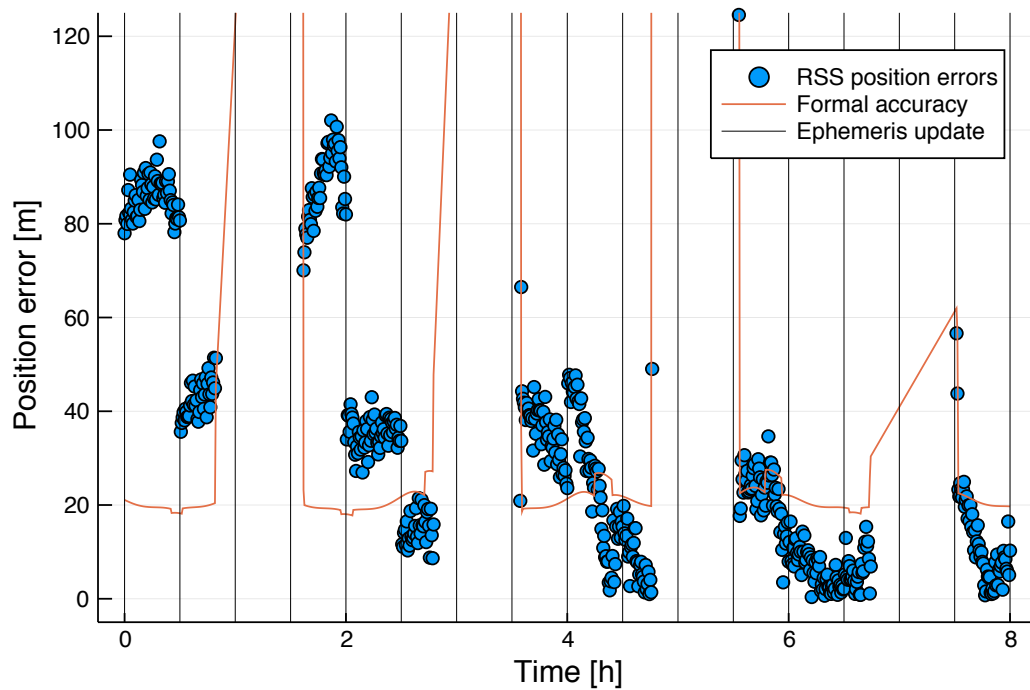 120
100
80
60
40
20
0
Position error [m]
RSS position errors
Formal accuracy
Ephemeris update
0
2
4
6
8
Time [h]